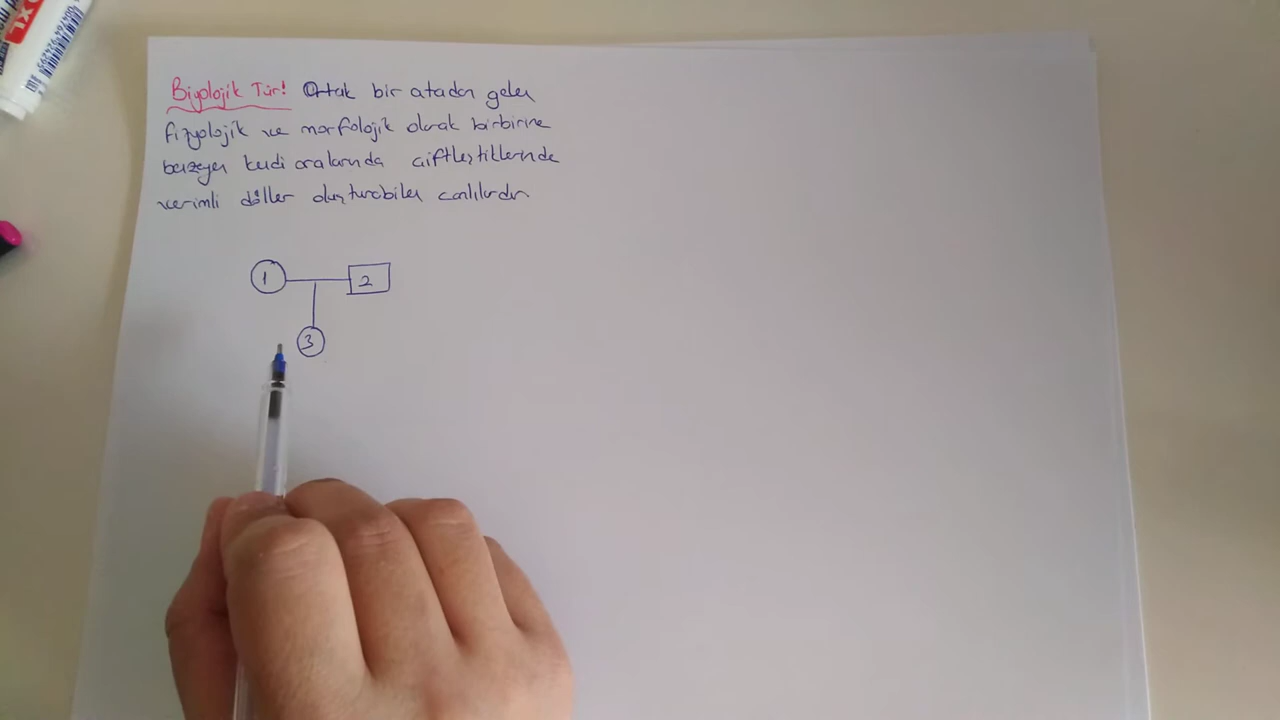 Biyolojik Tür! Ortak bir atadan gelen
fizyolojik ve morfolojik olarak birbirine
benzeyen kendi aralarında çiftleştiklerinde
verimli döller oluşturabilen canlılardır.
1 2
3
XL